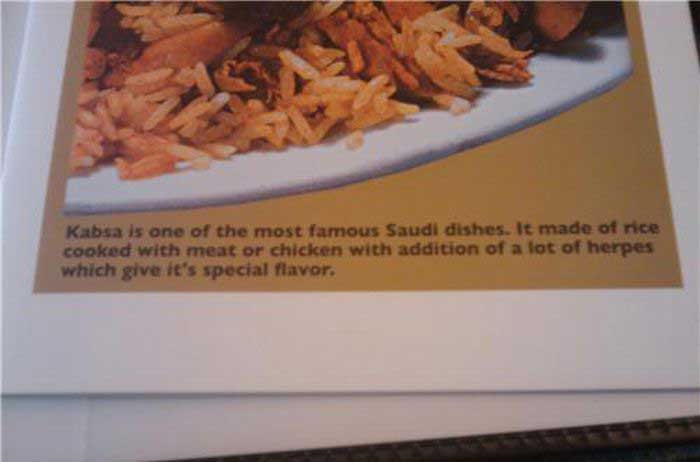 Kabsa is one of the most famous Saudi dishes. It made of rice
cooked with meat or chicken with addition of a lot of herpes
which give it's special flavor.